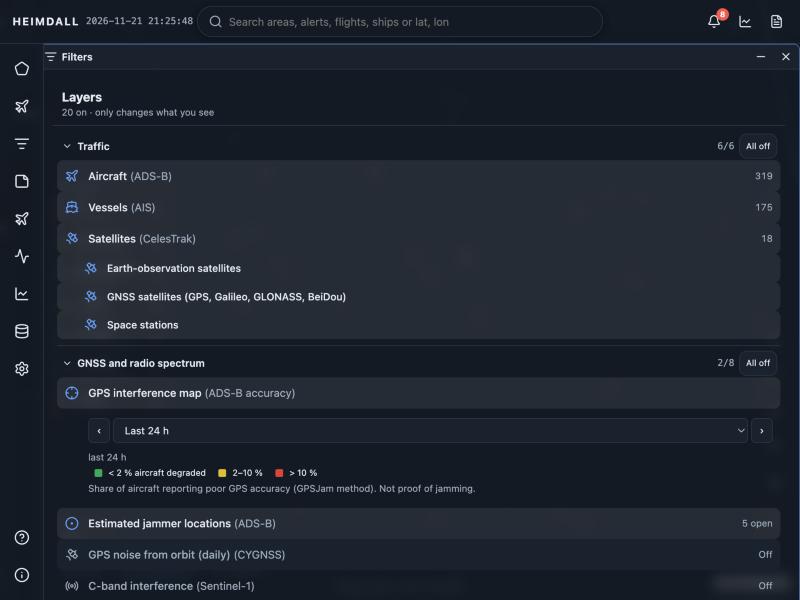 HEIMDALL 2026-11-21 21:25:48 Search areas, alerts, flights, ships or lat, lon 8
Filters
Layers
20 on · only changes what you see
Traffic 6/6 All off
Aircraft (ADS-B) 319
Vessels (AIS) 175
Satellites (CelesTrak) 18
Earth-observation satellites
GNSS satellites (GPS, Galileo, GLONASS, BeiDou)
Space stations
GNSS and radio spectrum 2/8 All off
GPS interference map (ADS-B accuracy)
‹ Last 24 h ›
last 24 h
< 2 % aircraft degraded 2–10 % > 10 %
Share of aircraft reporting poor GPS accuracy (GPSJam method). Not proof of jamming.
Estimated jammer locations (ADS-B) 5 open
GPS noise from orbit (daily) (CYGNSS) Off
C-band interference (Sentinel-1) Off